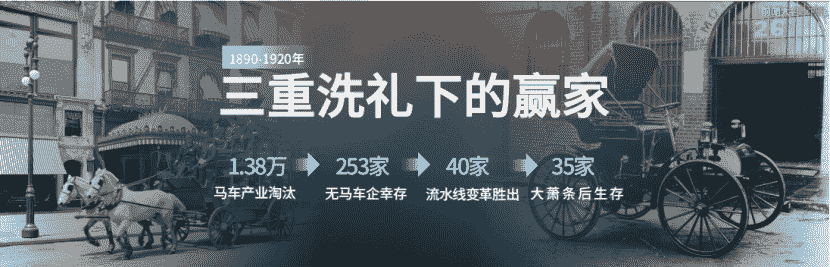 1890-1920年
三重洗礼下的赢家
1.38万 253家 40家 35家
马车产业淘汰 无马车企幸存 流水线变革胜出 大萧条后生存
26